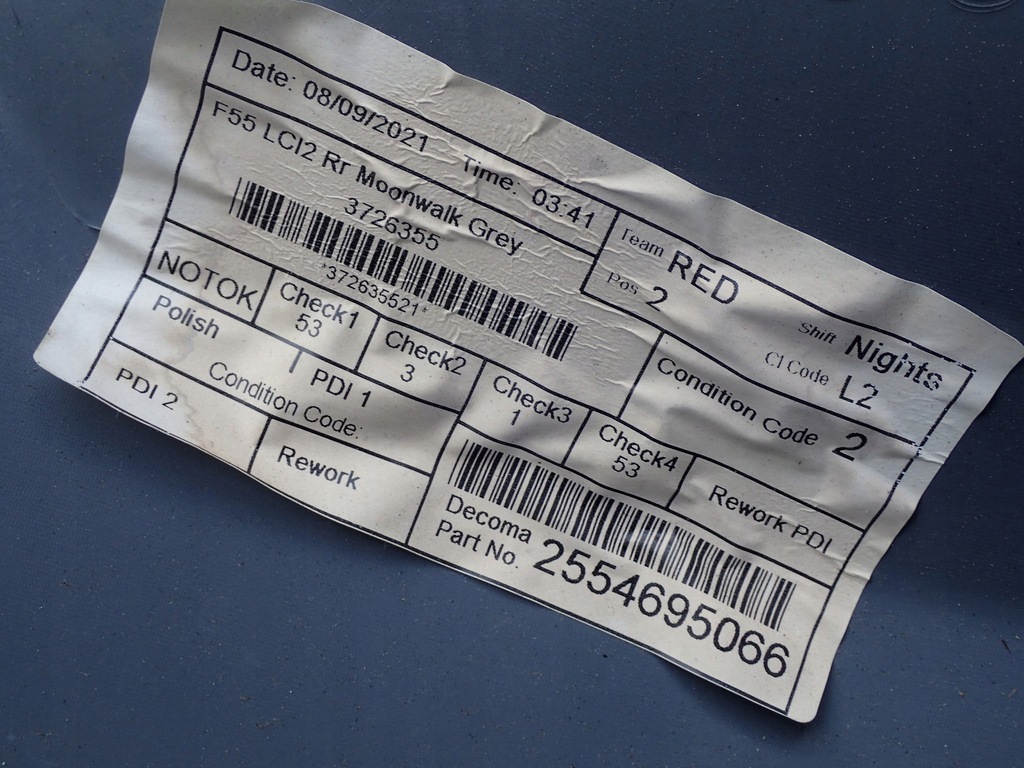 Date: 08/09/2021 Time: 03:41
Team RED Shift Nights
Pos 2 CI Code L2
F55 LCI2 Rr Moonwalk Grey
3726355
*372635521*
Condition Code 2
NOTOK Check1 Check2 Check3 Check4 Rework PDI
53 3 1 53
Polish PDI 1
Condition Code:
PDI 2 Rework
Decoma
Part No. 2554695066